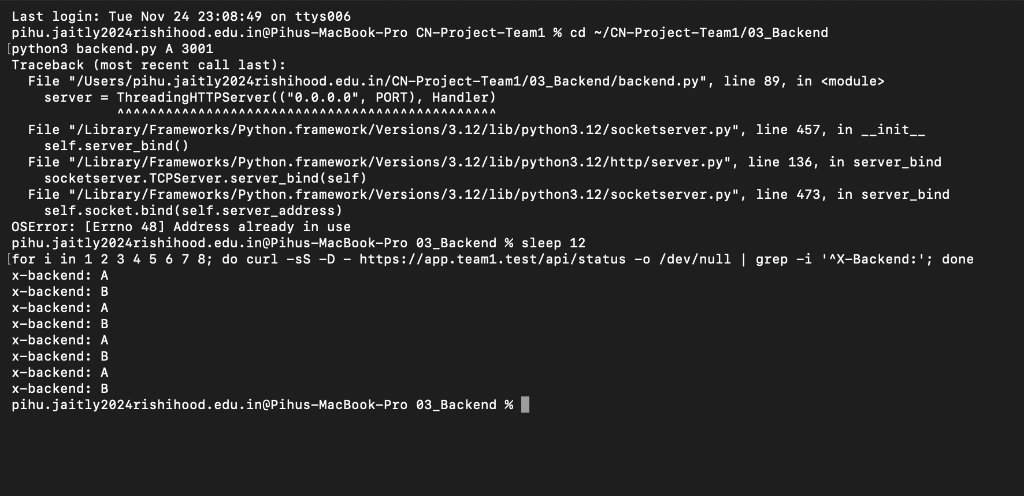 Last login: Tue Nov 24 23:08:49 on ttys006
pihu.jaitly2024rishihood.edu.in@Pihus-MacBook-Pro CN-Project-Team1 % cd ~/CN-Project-Team1/03_Backend
[python3 backend.py A 3001
Traceback (most recent call last):
  File "/Users/pihu.jaitly2024rishihood.edu.in/CN-Project-Team1/03_Backend/backend.py", line 89, in <module>
    server = ThreadingHTTPServer(("0.0.0.0", PORT), Handler)
             ^^^^^^^^^^^^^^^^^^^^^^^^^^^^^^^^^^^^^^^^^^^^^^^
  File "/Library/Frameworks/Python.framework/Versions/3.12/lib/python3.12/socketserver.py", line 457, in __init__
    self.server_bind()
  File "/Library/Frameworks/Python.framework/Versions/3.12/lib/python3.12/http/server.py", line 136, in server_bind
    socketserver.TCPServer.server_bind(self)
  File "/Library/Frameworks/Python.framework/Versions/3.12/lib/python3.12/socketserver.py", line 473, in server_bind
    self.socket.bind(self.server_address)
OSError: [Errno 48] Address already in use
pihu.jaitly2024rishihood.edu.in@Pihus-MacBook-Pro 03_Backend % sleep 12
[for i in 1 2 3 4 5 6 7 8; do curl -sS -D - https://app.team1.test/api/status -o /dev/null | grep -i '^X-Backend:'; done
x-backend: A
x-backend: B
x-backend: A
x-backend: B
x-backend: A
x-backend: B
x-backend: A
x-backend: B
pihu.jaitly2024rishihood.edu.in@Pihus-MacBook-Pro 03_Backend %